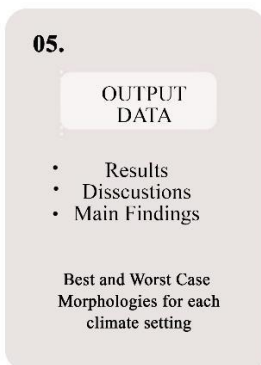 05.
OUTPUT
DATA
• Results
• Disscustions
• Main Findings
Best and Worst Case
Morphologies for each
climate setting